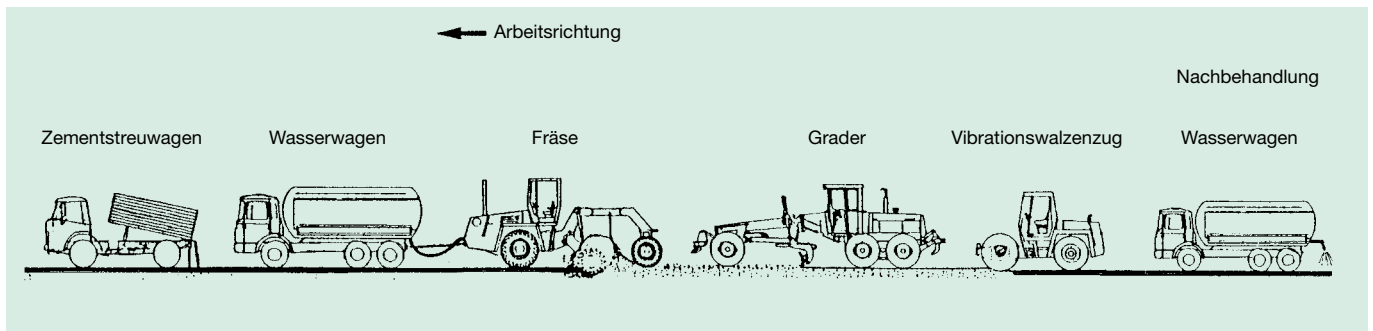 Arbeitsrichtung
Nachbehandlung
Zementstreuwagen Wasserwagen Fräse Grader Vibrationswalzenzug Wasserwagen